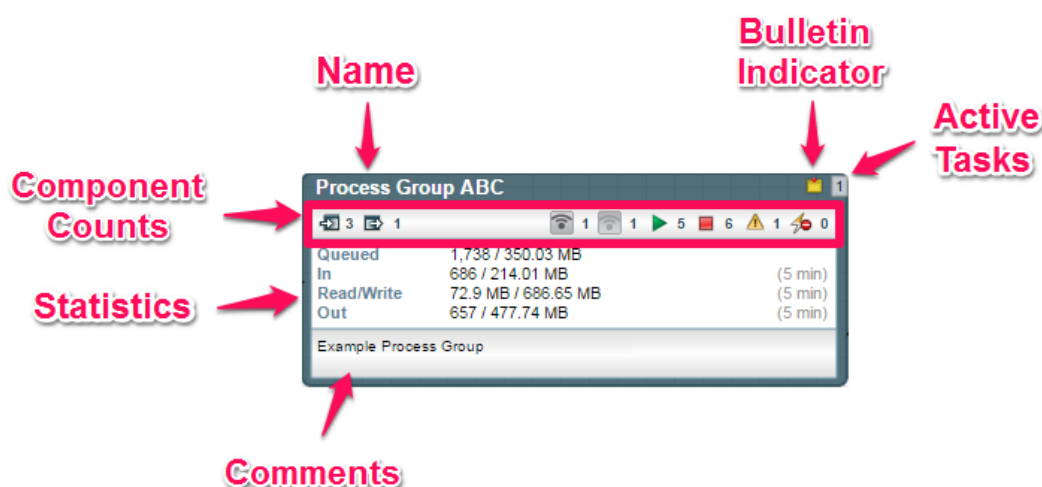 Bulletin
Indicator
Name
Active
Tasks
Component
Counts
Process Group ABC 1
3 1 1 1 5 6 1 0
Queued 1,738 / 350.03 MB
In 686 / 214.01 MB (5 min)
Read/Write 72.9 MB / 686.65 MB (5 min)
Out 657 / 477.74 MB (5 min)
Statistics
Example Process Group
Comments